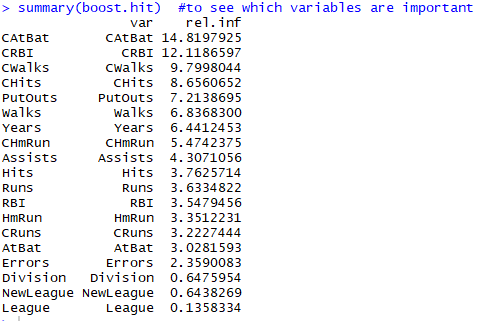 > summary(boost.hit)  #to see which variables are important
                var    rel.inf
CAtBat       CAtBat 14.8197925
CRBI           CRBI 12.1186597
CWalks       CWalks  9.7998044
CHits         CHits  8.6560652
PutOuts     PutOuts  7.2138695
Walks         Walks  6.8368300
Years         Years  6.4412453
CHmRun       CHmRun  5.4742375
Assists     Assists  4.3071056
Hits           Hits  3.7625714
Runs           Runs  3.6334822
RBI             RBI  3.5479456
HmRun         HmRun  3.3512231
CRuns         CRuns  3.2227444
AtBat         AtBat  3.0281593
Errors       Errors  2.3590083
Division   Division  0.6475954
NewLeague NewLeague  0.6438269
League       League  0.1358334